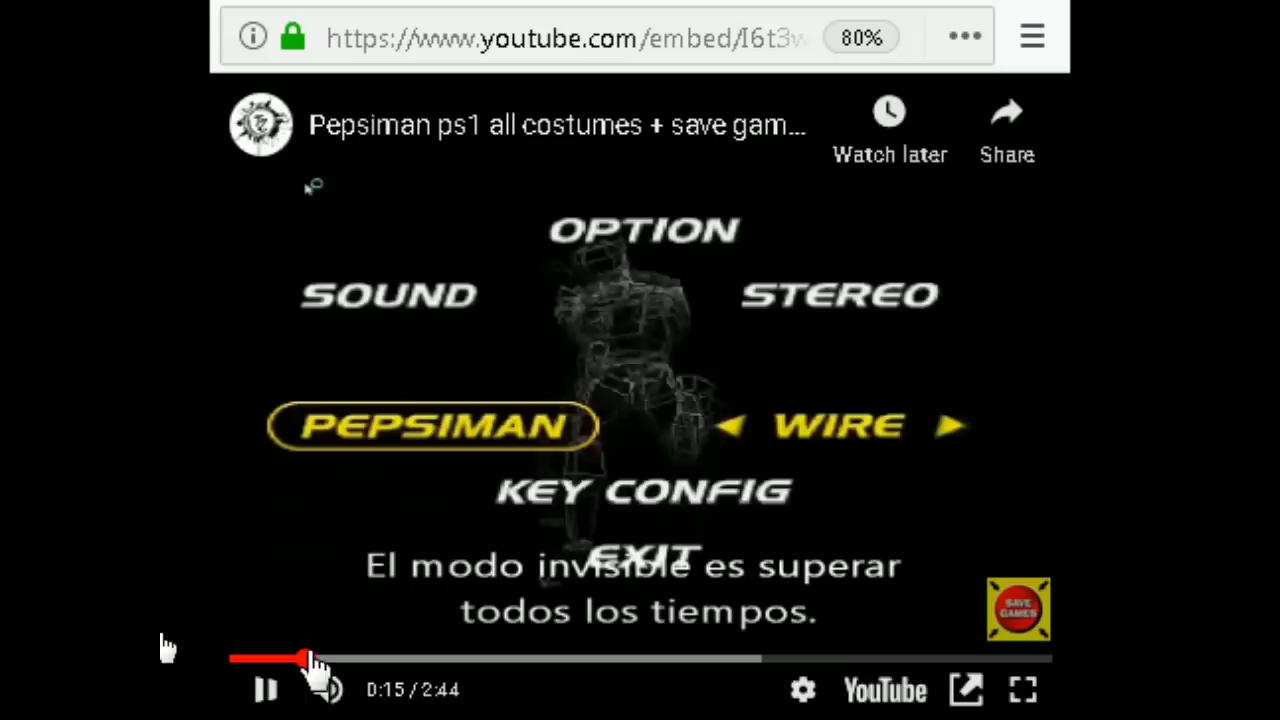 https://www.youtube.com/embed/I6t3w
80%
Pepsiman ps1 all costumes + save gam...
Watch later
Share
OPTION
SOUND
STEREO
PEPSIMAN
WIRE
KEY CONFIG
EXIT
El modo invisible es superar
todos los tiempos.
SAVE
GAMES
0:15 / 2:44
YouTube